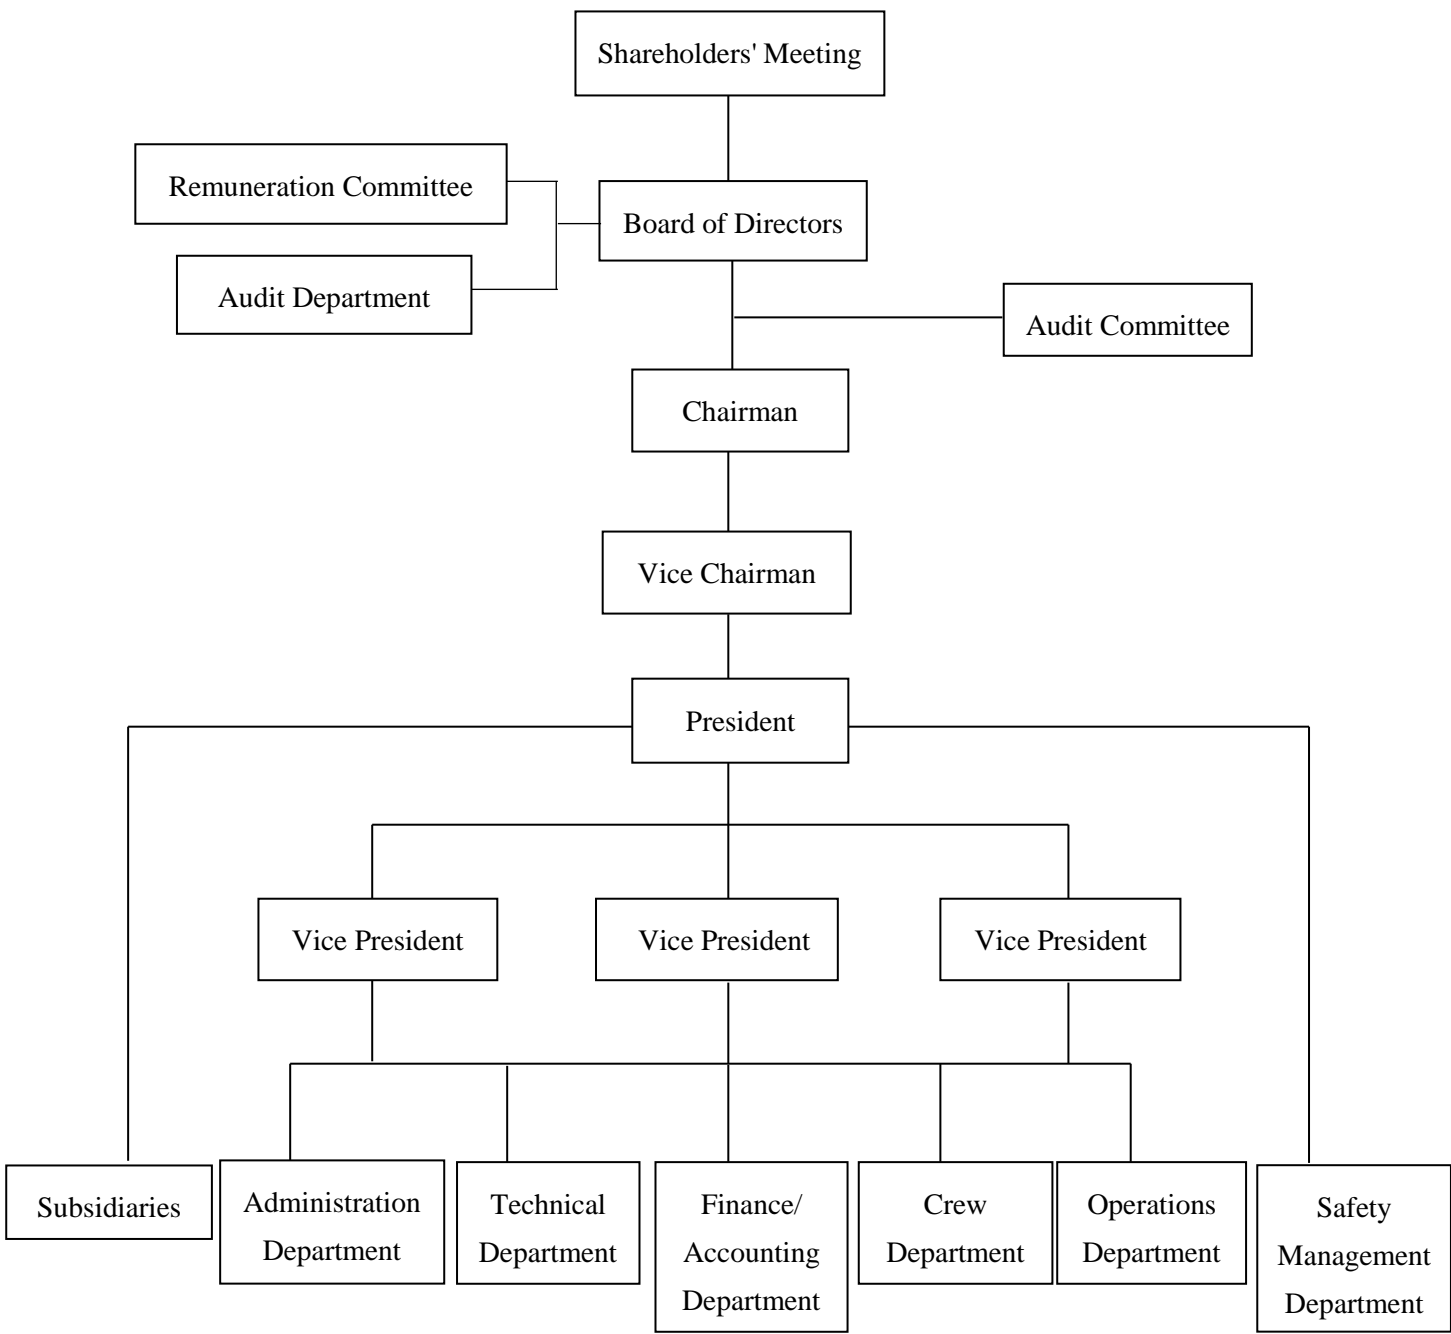 Shareholders' Meeting
Remuneration Committee
Board of Directors
Audit Department
Audit Committee
Chairman
Vice Chairman
President
Vice President
Vice President
Vice President
Subsidiaries
Administration
Department
Technical
Department
Finance/
Accounting
Department
Crew
Department
Operations
Department
Safety
Management
Department